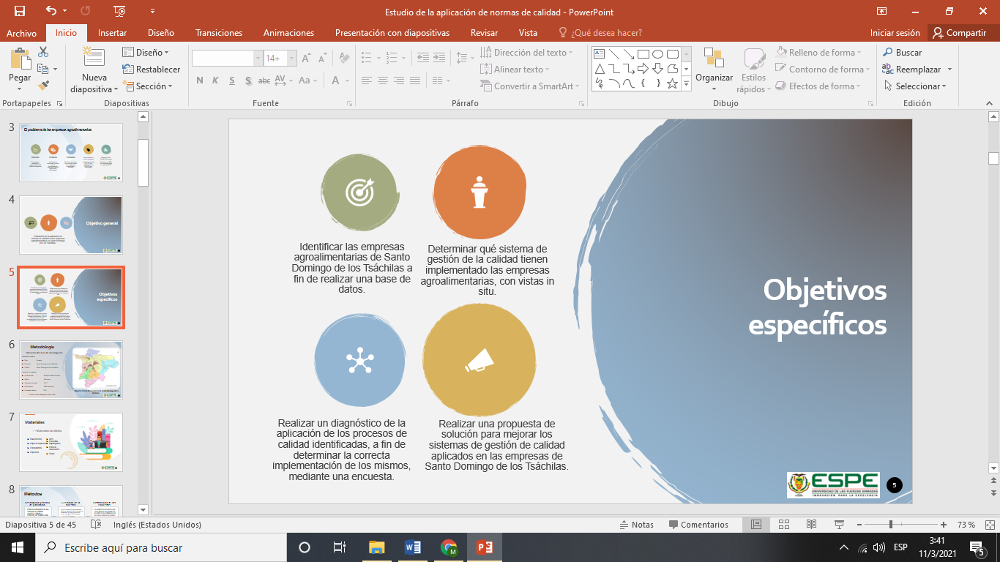 Estudio de la aplicación de normas de calidad - PowerPoint
Archivo
Inicio
Insertar
Diseño
Transiciones
Animaciones
Presentación con diapositivas
Revisar
Vista
¿Qué desea hacer?
Iniciar sesión
Compartir
Pegar
Portapapeles
Nueva
diapositiva
Diseño
Restablecer
Sección
Diapositivas
14+
N K S S abc AV Aa A
Fuente
Dirección del texto
Alinear texto
Convertir a SmartArt
Párrafo
Organizar
Estilos
rápidos
Relleno de forma
Contorno de forma
Efectos de forma
Dibujo
Buscar
Reemplazar
Seleccionar
Edición
3
El problema de las empresas agroalimentarias
4
Objetivo general
5
Objetivos
específicos
6
Metodología
7
Materiales
8
Métodos
Identificar las empresas
agroalimentarias de Santo
Domingo de los Tsáchilas a
fin de realizar una base de
datos.
Determinar qué sistema de
gestión de la calidad tienen
implementado las empresas
agroalimentarias, con vistas in
situ.
Realizar un diagnóstico de la
aplicación de los procesos de
calidad identificadas, a fin de
determinar la correcta
implementación de los mismos,
mediante una encuesta.
Realizar una propuesta de
solución para mejorar los
sistemas de gestión de calidad
aplicados en las empresas de
Santo Domingo de los Tsáchilas.
Objetivos
específicos
ESPE
UNIVERSIDAD DE LAS FUERZAS ARMADAS
INNOVACIÓN PARA LA EXCELENCIA
5
Diapositiva 5 de 45
Inglés (Estados Unidos)
Notas
Comentarios
73 %
Escribe aquí para buscar
ESP
3:41
11/3/2021
5